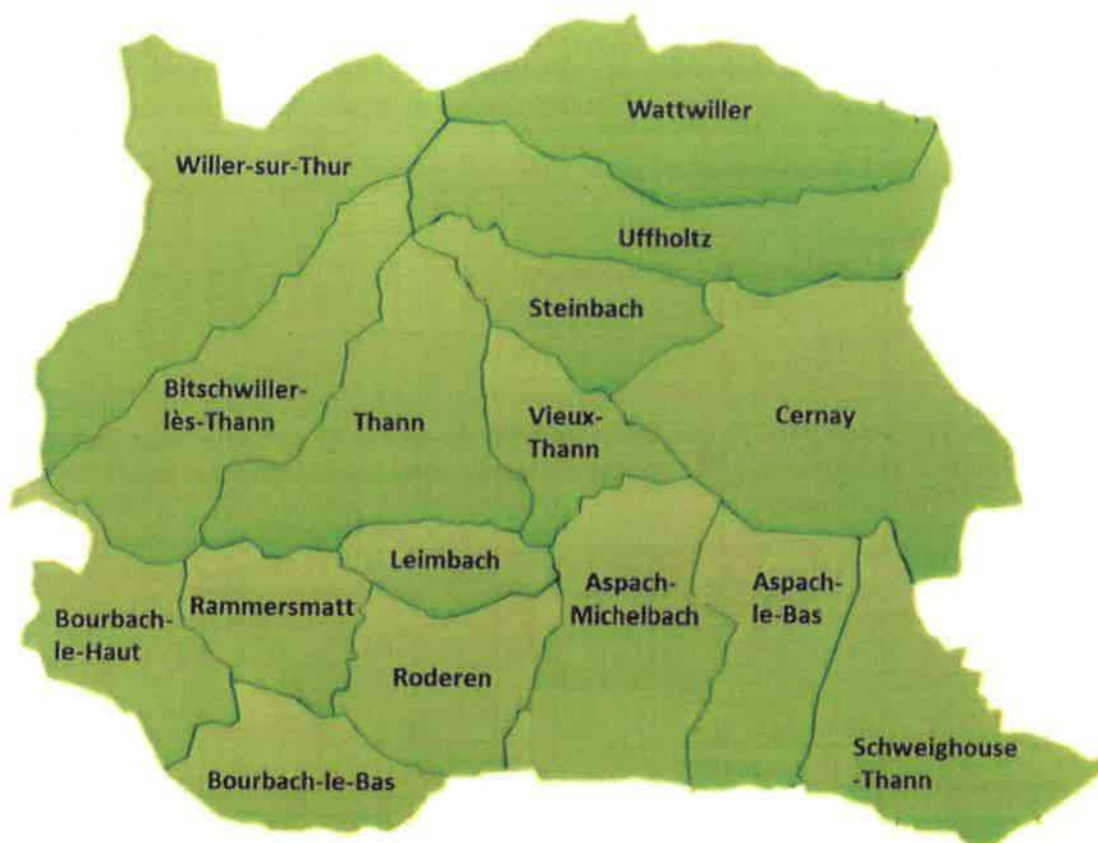 Wattwiller
Willer-sur-Thur
Uffholtz
Steinbach
Bitschwiller-
lès-Thann
Thann
Vieux-
Thann
Cernay
Leimbach
Aspach-
Michelbach
Aspach-
le-Bas
Rammersmatt
Bourbach-
le-Haut
Roderen
Schweighouse
-Thann
Bourbach-le-Bas